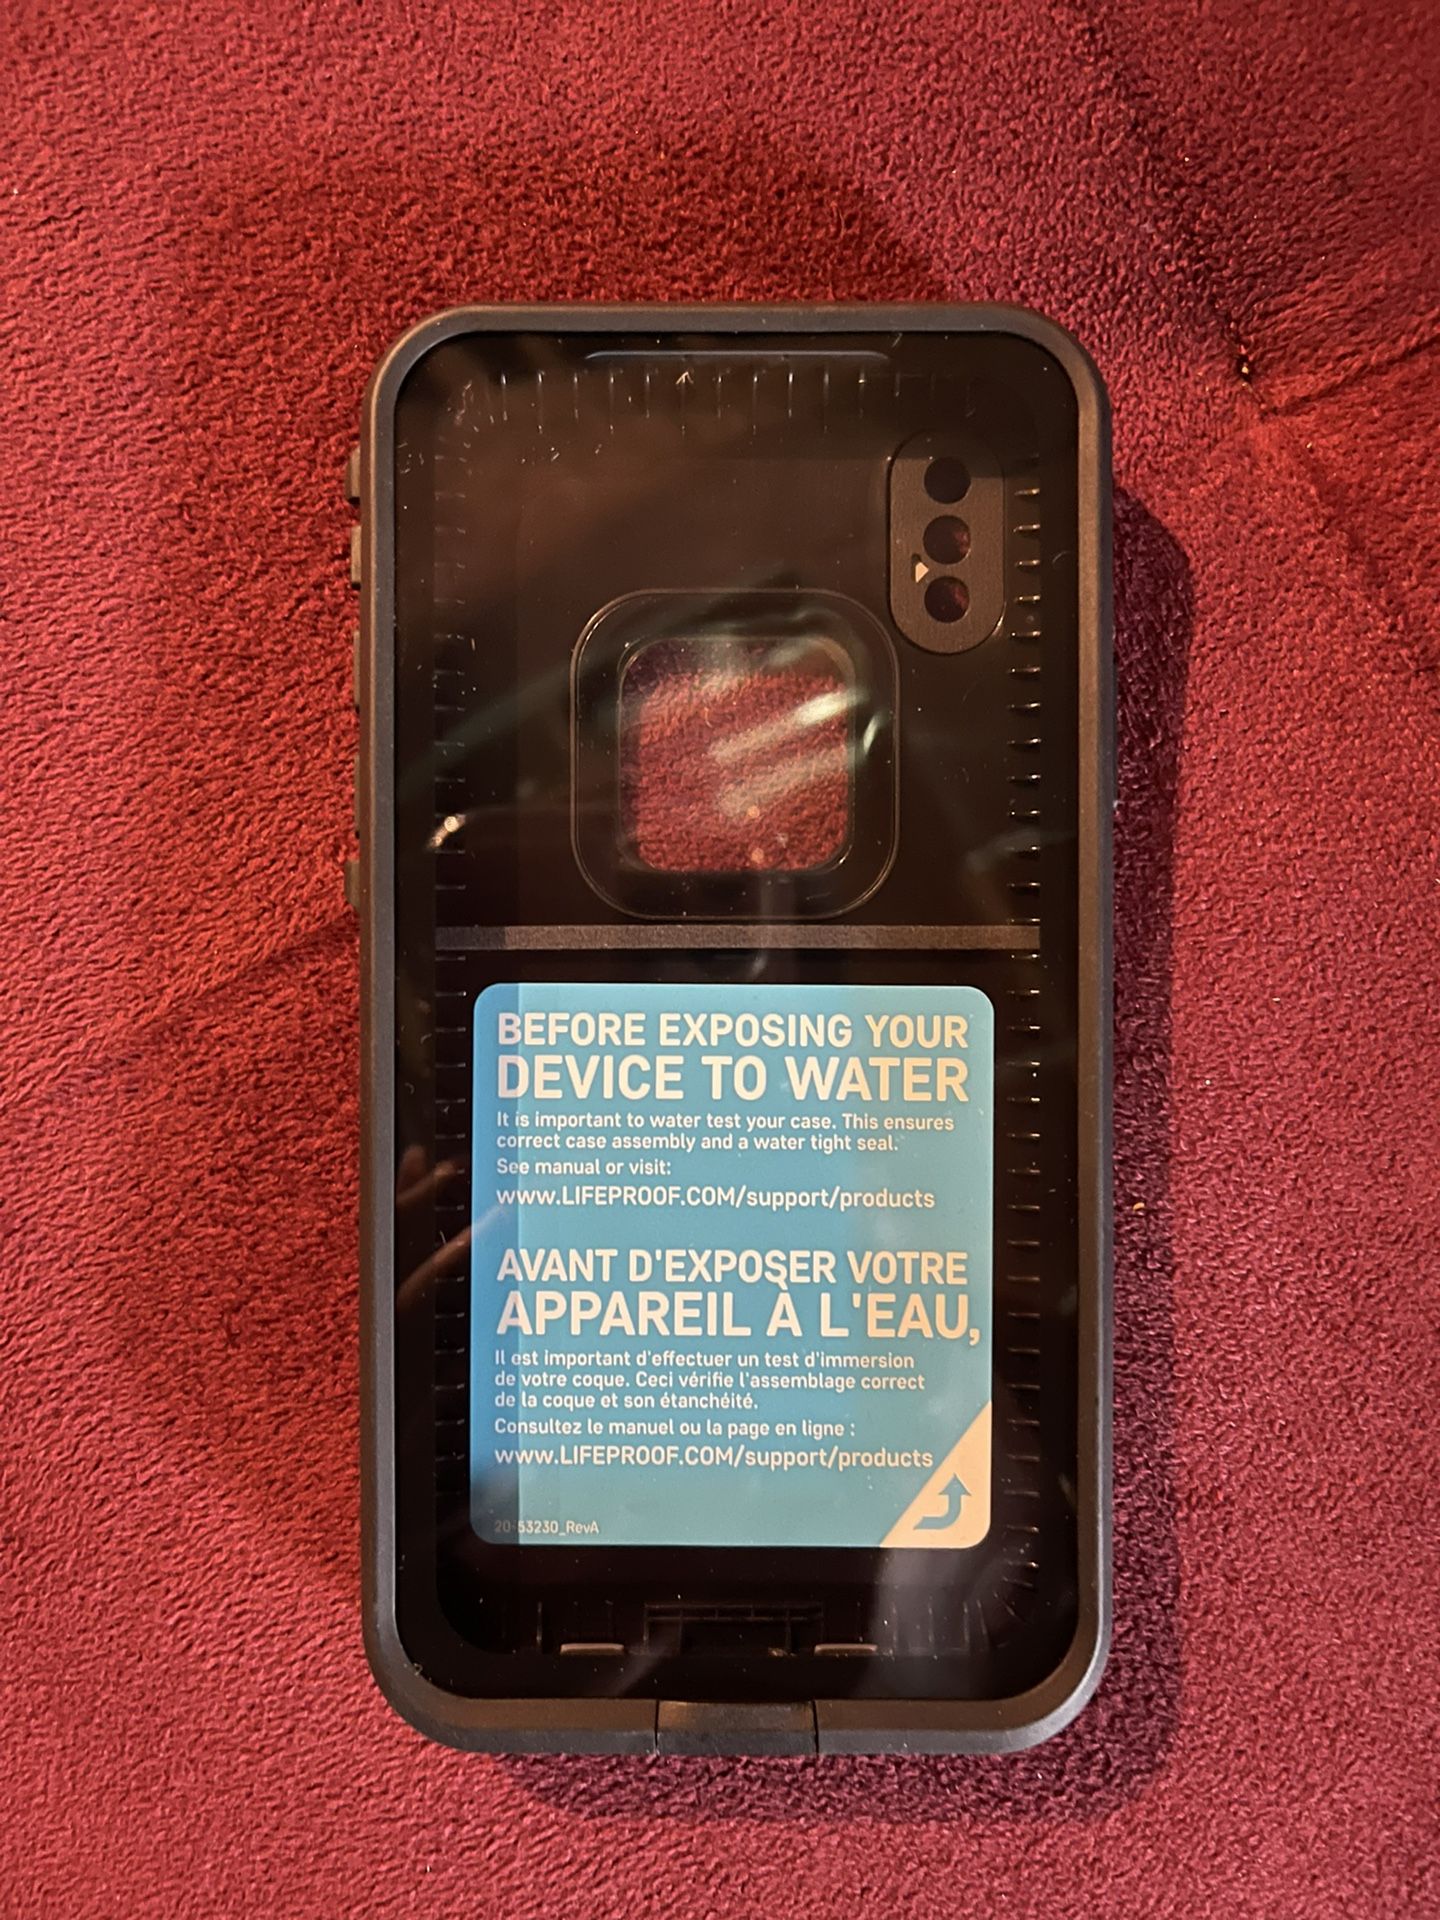 BEFORE EXPOSING YOUR
DEVICE TO WATER
It is important to water test your case. This ensures
correct case assembly and a water tight seal.
See manual or visit:
www.LIFEPROOF.COM/support/products
AVANT D'EXPOSER VOTRE
APPAREIL À L'EAU,
Il est important d'effectuer un test d'immersion
de votre coque. Ceci vérifie l'assemblage correct
de la coque et son étanchéité.
Consultez le manuel ou la page en ligne :
www.LIFEPROOF.COM/support/products
20-53230_RevA